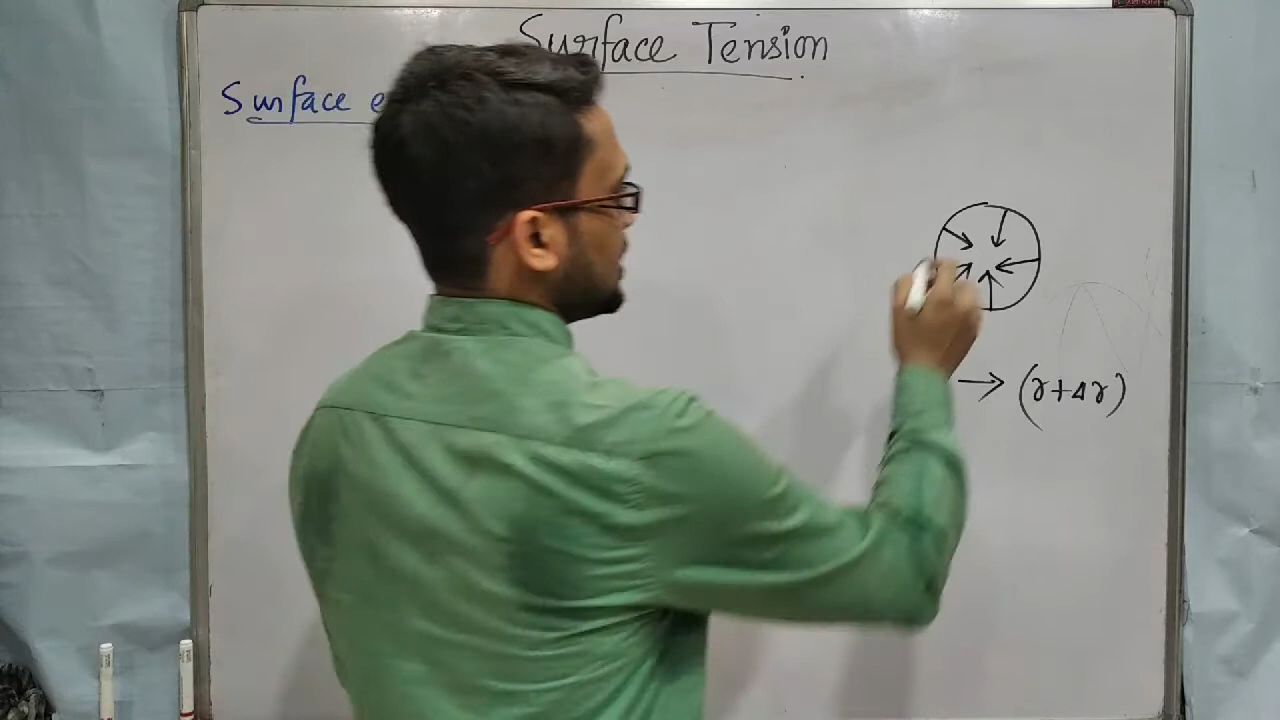 Surface Tension
Surface e
→ (r+Δr)